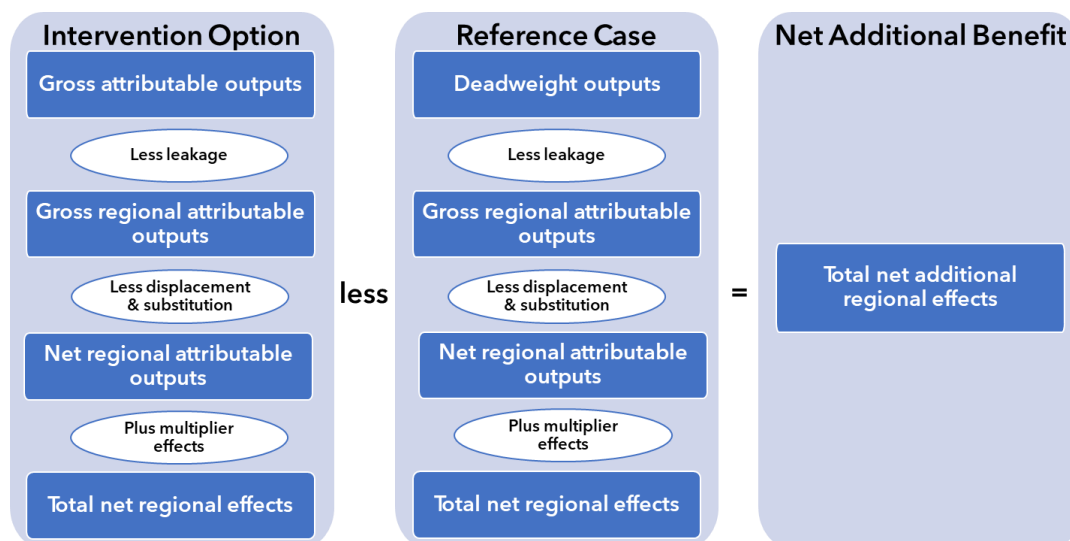 Intervention Option
Gross attributable outputs
Less leakage
Gross regional attributable
outputs
Less displacement
& substitution
Net regional attributable
outputs
Plus multiplier
effects
Total net regional effects
less
Reference Case
Deadweight outputs
Less leakage
Gross regional attributable
outputs
Less displacement
& substitution
Net regional attributable
outputs
Plus multiplier
effects
Total net regional effects
=
Net Additional Benefit
Total net additional
regional effects